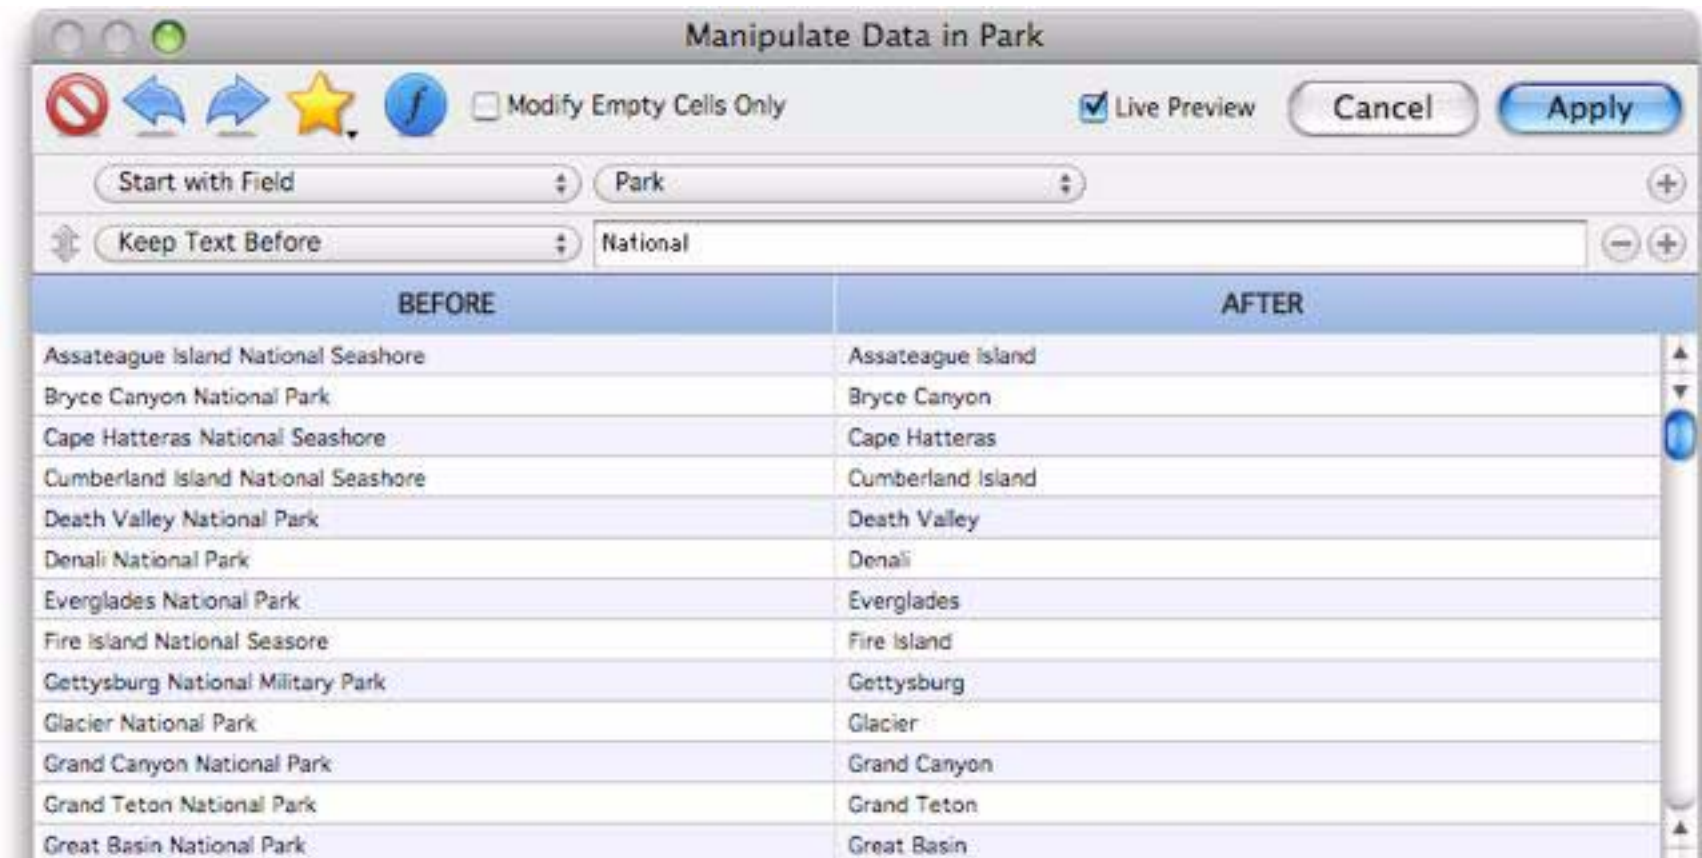 Manipulate Data in Park
Modify Empty Cells Only Live Preview Cancel Apply
Start with Field Park
Keep Text Before National
BEFORE AFTER
Assateague Island National Seashore Assateague Island
Bryce Canyon National Park Bryce Canyon
Cape Hatteras National Seashore Cape Hatteras
Cumberland Island National Seashore Cumberland Island
Death Valley National Park Death Valley
Denali National Park Denali
Everglades National Park Everglades
Fire Island National Seasore Fire Island
Gettysburg National Military Park Gettysburg
Glacier National Park Glacier
Grand Canyon National Park Grand Canyon
Grand Teton National Park Grand Teton
Great Basin National Park Great Basin